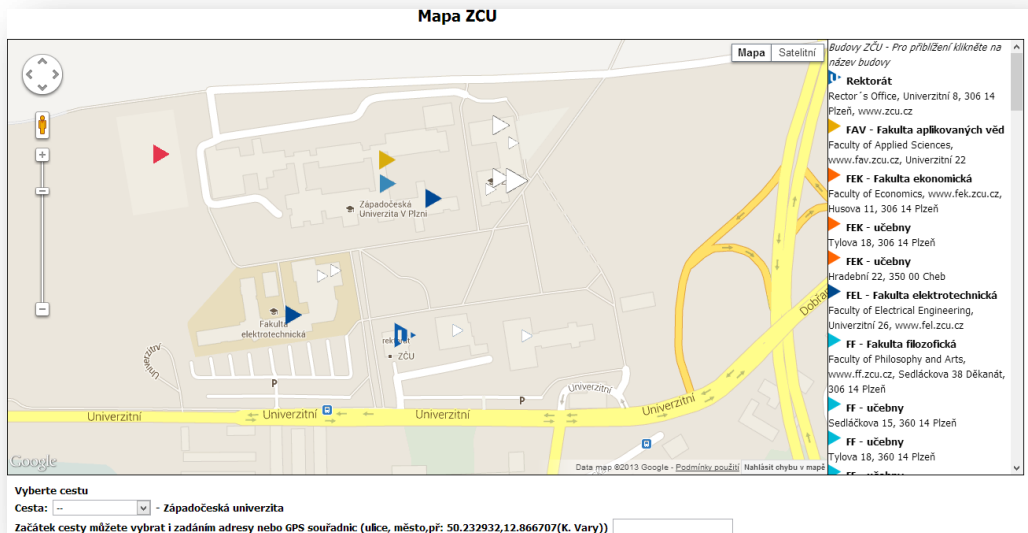 Mapa ZCU
Mapa
Satelitní
Západočeská
Univerzita V Plzni
Fakulta
elektrotechnická
rektorát
ZČU
P
P
Univerzitní
Univerzitní
Univerzitní
Univerzitní
Univerzitní
Univerzitní
Dobřan
Google
Data map ©2013 Google - Podmínky použití
Nahlásit chybu v mapě
Budovy ZČU - Pro přiblížení klikněte na
název budovy
Rektorát
Rector´s Office, Univerzitní 8, 306 14
Plzeň, www.zcu.cz
FAV - Fakulta aplikovaných věd
Faculty of Applied Sciences,
www.fav.zcu.cz, Univerzitní 22
FEK - Fakulta ekonomická
Faculty of Economics, www.fek.zcu.cz,
Husova 11, 306 14 Plzeň
FEK - učebny
Tylova 18, 306 14 Plzeň
FEK - učebny
Hradební 22, 350 00 Cheb
FEL - Fakulta elektrotechnická
Faculty of Electrical Engineering,
Univerzitní 26, www.fel.zcu.cz
FF - Fakulta filozofická
Faculty of Philosophy and Arts,
www.ff.zcu.cz, Sedláckova 38 Děkanát,
306 14 Plzeň
FF - učebny
Sedláčkova 15, 360 14 Plzeň
FF - učebny
Tylova 18, 360 14 Plzeň
FF - učebny
Vyberte cestu
Cesta: -- - Západočeská univerzita
Začátek cesty můžete vybrat i zadáním adresy nebo GPS souřadnic (ulice, město,př: 50.232932,12.866707(K. Vary))